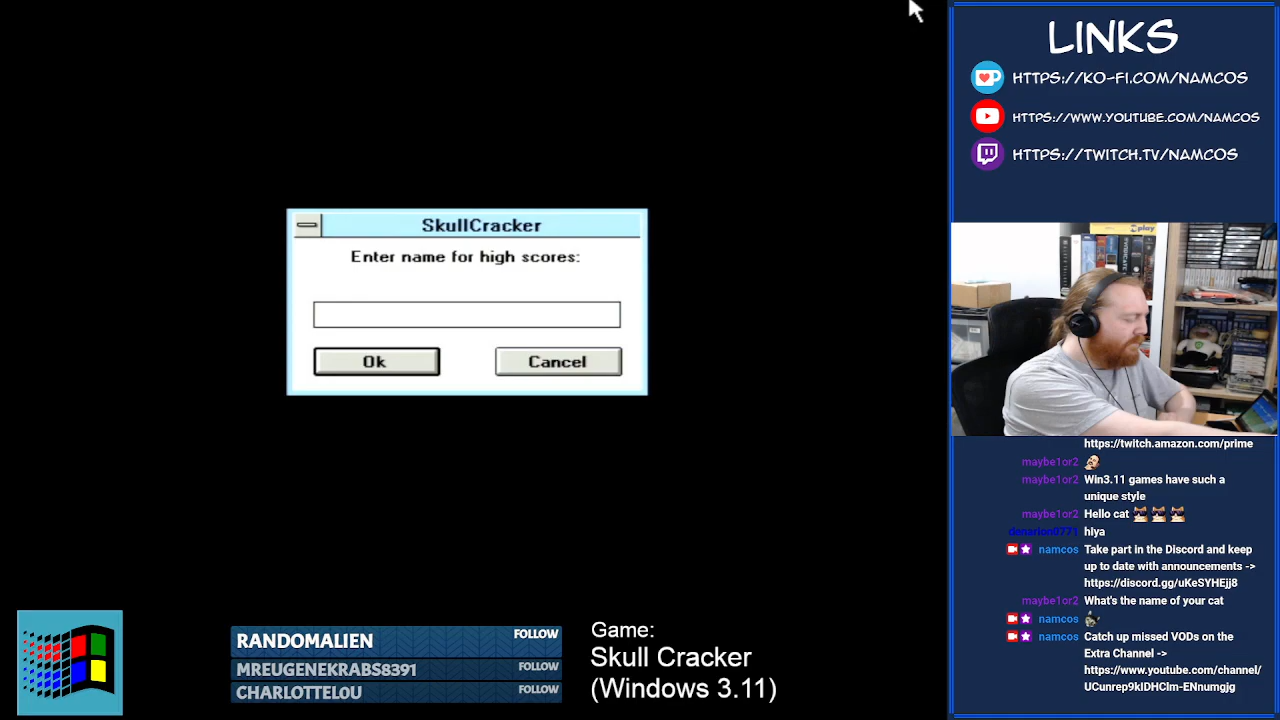 LINKS
HTTPS://KO-FI.COM/NAMCOS
HTTPS://WWW.YOUTUBE.COM/NAMCOS
HTTPS://TWITCH.TV/NAMCOS
SkullCracker
Enter name for high scores:
Ok
Cancel
play
SYNDICATE
https://twitch.amazon.com/prime
maybe1or2
maybe1or2 Win3.11 games have such a
unique style
maybe1or2 Hello cat
denarion0771 hiya
namcos Take part in the Discord and keep
up to date with announcements ->
https://discord.gg/uKeSYHEjj8
maybe1or2 What's the name of your cat
namcos
namcos Catch up missed VODs on the
Extra Channel ->
https://www.youtube.com/channel/
UCunrep9kIDHClm-ENnumgjg
RANDOMALIEN FOLLOW
MREUGENEKRABS8391 FOLLOW
CHARLOTTEL0U FOLLOW
Game:
Skull Cracker
(Windows 3.11)